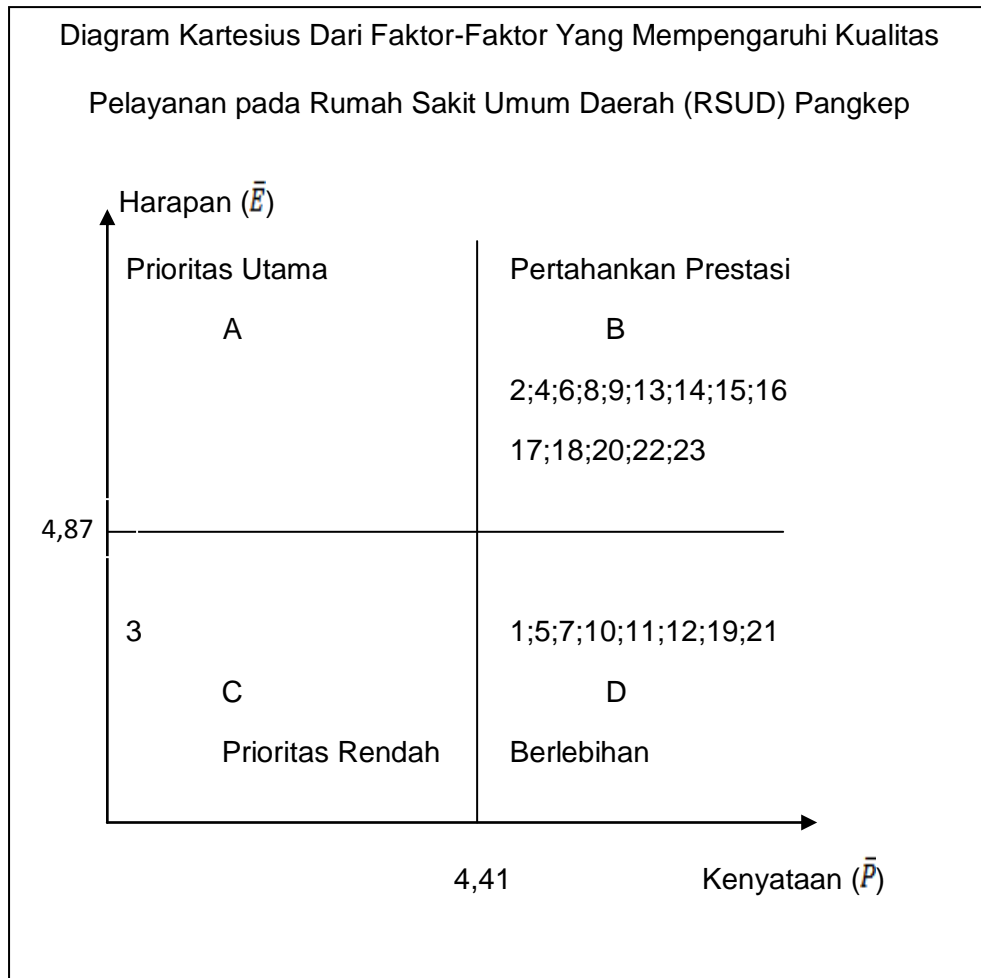 Diagram Kartesius Dari Faktor-Faktor Yang Mempengaruhi Kualitas
Pelayanan pada Rumah Sakit Umum Daerah (RSUD) Pangkep
Harapan (E̿)
Prioritas Utama
Pertahankan Prestasi
A
B
2;4;6;8;9;13;14;15;16
17;18;20;22;23
4,87
3
1;5;7;10;11;12;19;21
C
D
Prioritas Rendah
Berlebihan
4,41
Kenyataan (P̿)